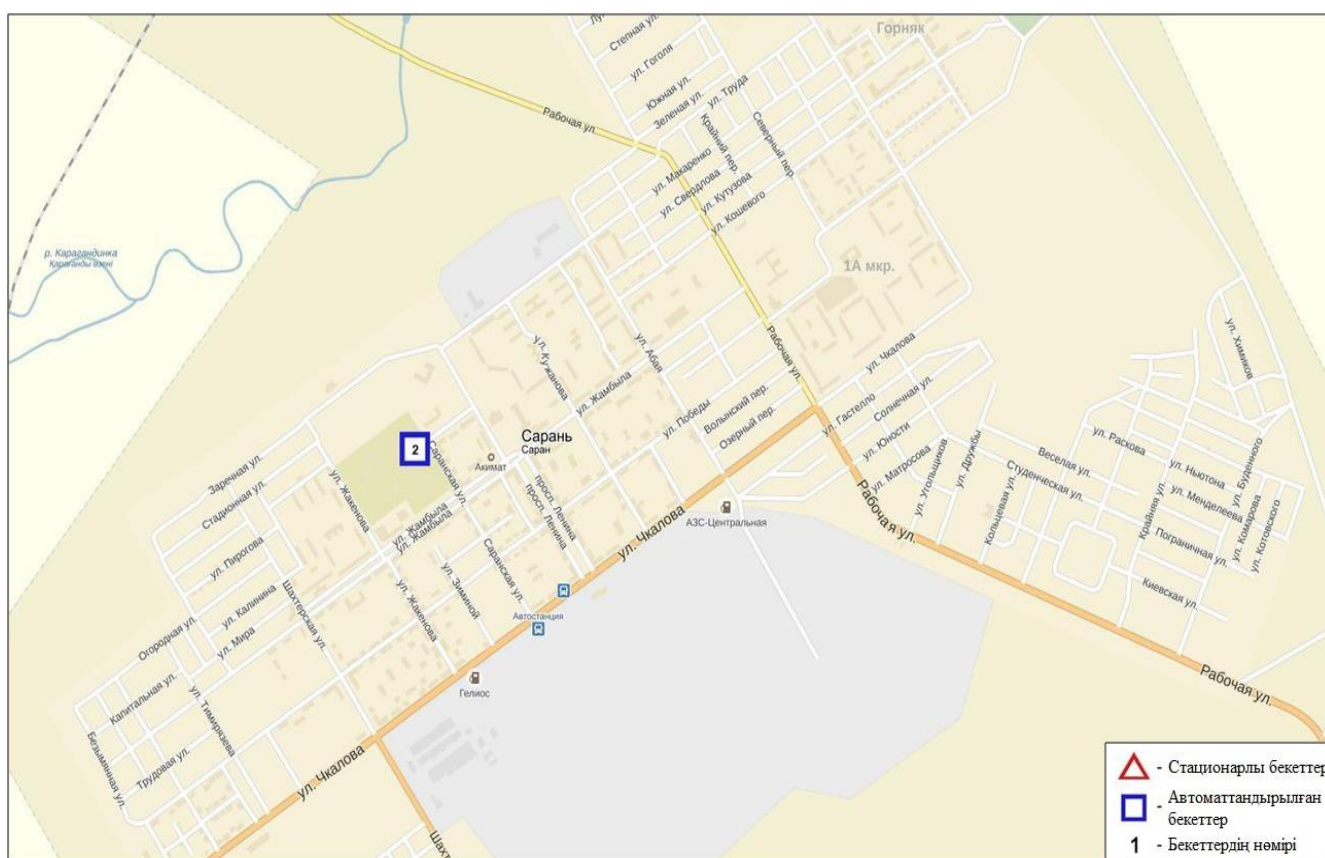 Горняк
Степная ул.
ул. Гоголя
Южная ул.
Зеленая ул.
ул. Труда
Рабочая ул.
Крайний пер.
Северный пер.
ул. Макаренко
ул. Свердлова
ул. Кутузова
ул. Кошевого
р. Карагандинка
Қарағанды өзені
1А мкр.
ул. Кужанова
ул. Абая
Рабочая ул.
ул. Чкалова
ул. Химиков
ул. Жамбыла
ул. Гастелло
Солнечная ул.
ул. Победы
Волынский пер.
Озерный пер.
ул. Юности
2
Сарань
Саран
Акимат
Саранская ул.
Заречная ул.
Стадионная ул.
ул. Жакенова
просп. Ленина
просп. Ленина
ул. Матросова
ул. Угольщиков
ул. Дружбы
Веселая ул.
Студенческая ул.
Кольцевая ул.
ул. Раскова
ул. Ньютона
ул. Менделеева
ул. Буденного
Крайняя ул.
ул. Комарова
ул. Котовского
Пограничная ул.
Киевская ул.
АЗС-Центральная
ул. Чкалова
Рабочая ул.
ул. Жамбыла
ул. Жамбыла
ул. Пирогова
ул. Калинина
Шахтерская ул.
ул. Жакенова
ул. Зиминой
Саранская ул.
Автостанция
Огородная ул.
ул. Мира
Капитальная ул.
ул. Тимирязева
Гелиос
Безымянная ул.
Трудовая ул.
ул. Чкалова
Рабочая ул.
- Стационарлы бекеттер
- Автоматтандырылған
бекеттер
1 - Бекеттердің нөмірі